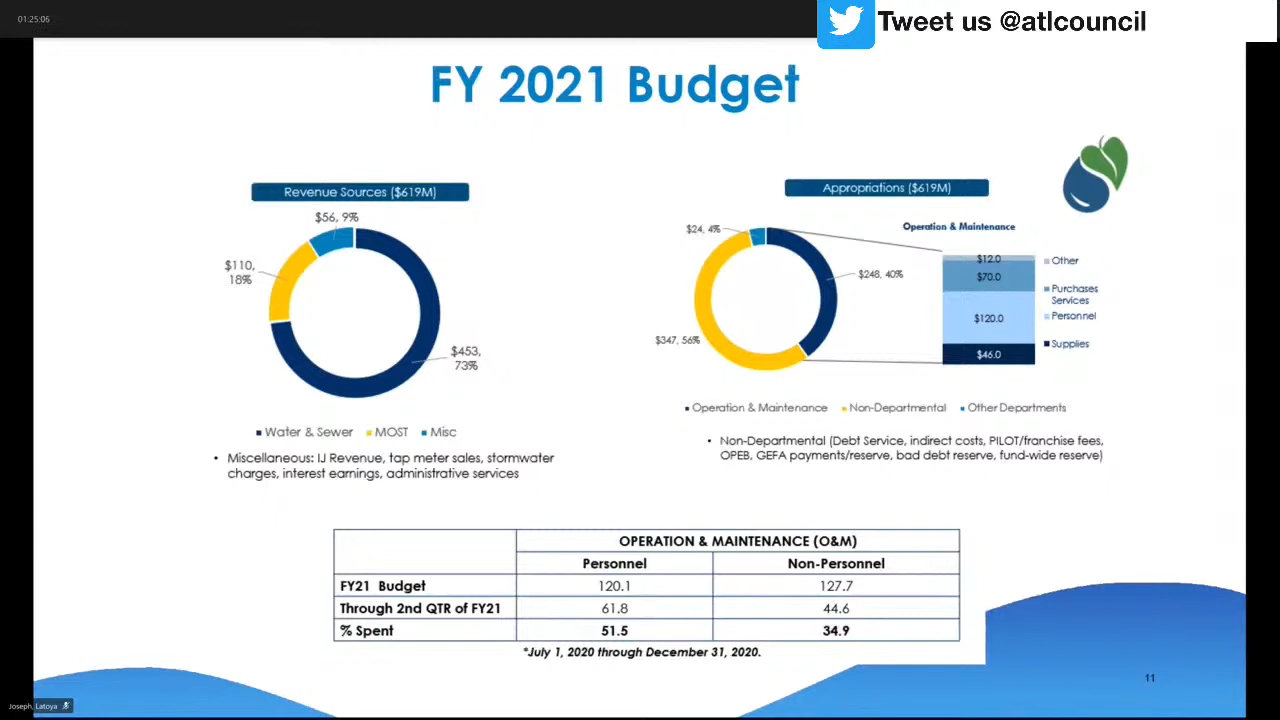 01:25:06
Tweet us @atlcouncil
FY 2021 Budget
Revenue Sources ($619M)
$56, 9%
$110,
18%
$453,
73%
■ Water & Sewer ■ MOST ■ Misc
• Miscellaneous: IJ Revenue, tap meter sales, stormwater
charges, interest earnings, administrative services
Appropriations ($619M)
Operation & Maintenance
$24, 4%
$248, 40%
$347, 56%
$12.0
$70.0
$120.0
$46.0
■ Other
■ Purchases
Services
■ Personnel
■ Supplies
■ Operation & Maintenance ■ Non-Departmental ■ Other Departments
• Non-Departmental (Debt Service, indirect costs, PILOT/franchise fees,
OPEB, GEFA payments/reserve, bad debt reserve, fund-wide reserve)
OPERATION & MAINTENANCE (O&M)
Personnel Non-Personnel
FY21 Budget 120.1 127.7
Through 2nd QTR of FY21 61.8 44.6
% Spent 51.5 34.9
*July 1, 2020 through December 31, 2020.
11
Joseph, Latoya